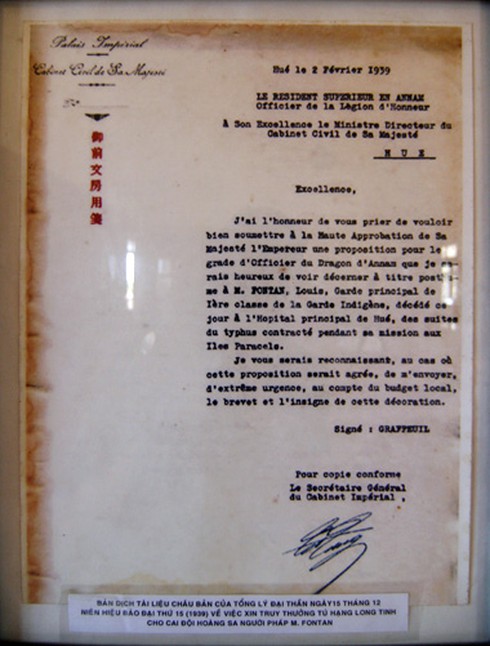 Palais Impérial
Cabinet Civil de Sa Majesté
No
御前文房用箋
Hué le 2 Février 1939
LE RESIDENT SUPERIEUR EN ANNAM
Officier de la Légion d'Honneur
À Son Excellence le Ministre Directeur du
Cabinet Civil de Sa Majesté
H U E
Excellence,
J'ai l'honneur de vous prier de vouloir
bien soumettre à la Haute Approbation de Sa
Majesté l'Empereur une proposition pour le
grade d'Officier du Dragon d'Annam que je se-
rais heureux de voir décerner à titre posthu-
me à M. FONTAN, Louis, Garde principal de
1ère classe de la Garde Indigène, décédé ce
jour à l'Hopital principal de Hué, des suites
du typhus contracté pendant sa mission aux
Iles Paracels.
Je vous serais reconnaissant, au cas où
cette proposition serait agrée, de m'envoyer,
d'extrême urgence, au compte du budget local,
le brevet et l'insigne de cette décoration.
Signé : GRAFFEUIL
Pour copie conforme
Le Secrétaire Général
du Cabinet Impérial,
BẢN DỊCH TÀI LIỆU CHÂU BẢN CỦA TỔNG LÝ ĐẠI THẦN NGÀY15 THÁNG 12
NIÊN HIỆU BẢO ĐẠI THỨ 15 (1939) VỀ VIỆC XIN TRUY THƯỞNG TỨ HẠNG LONG TINH
CHO CAI ĐỘI HOÀNG SA NGƯỜI PHÁP M. FONTAN